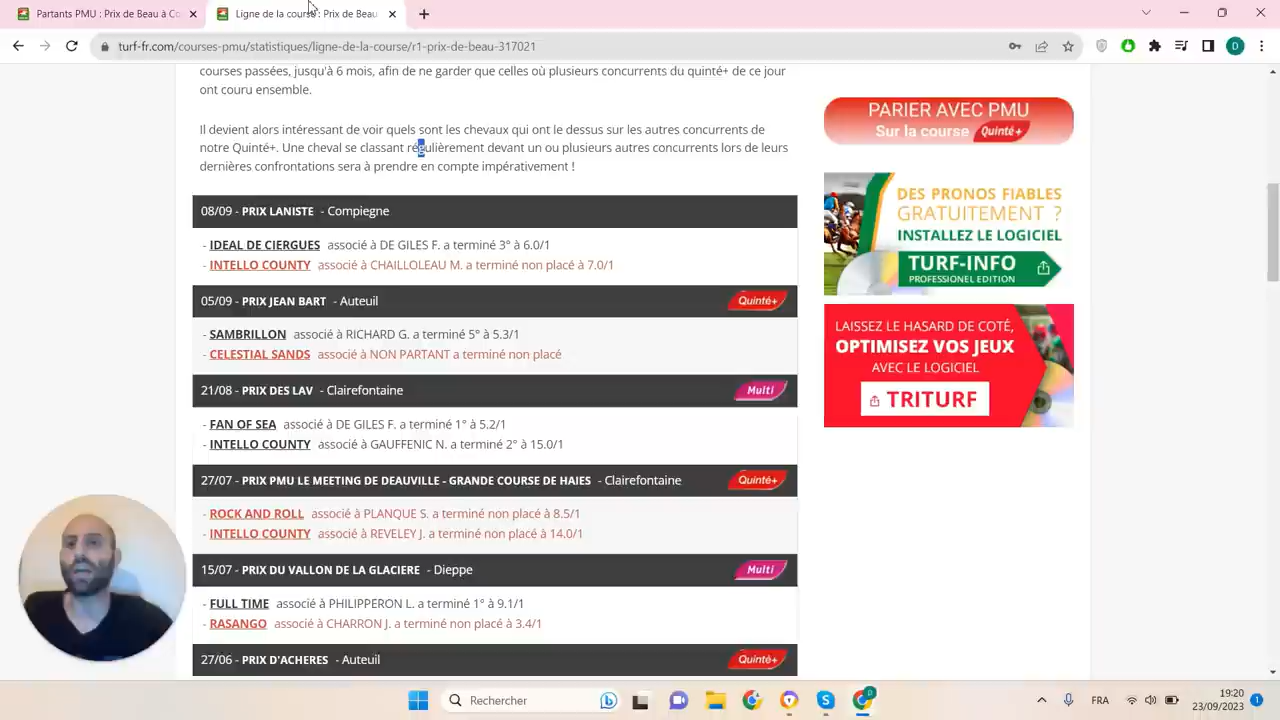 Partants PMU : Prix de Beau à C
Ligne de la course : Prix de Beau
turf-fr.com/courses-pmu/statistiques/ligne-de-la-course/r1-prix-de-beau-317021
courses passées, jusqu'à 6 mois, afin de ne garder que celles où plusieurs concurrents du quinté+ de ce jour
ont couru ensemble.
Il devient alors intéressant de voir quels sont les chevaux qui ont le dessus sur les autres concurrents de
notre Quinté+. Une cheval se classant régulièrement devant un ou plusieurs autres concurrents lors de leurs
dernières confrontations sera à prendre en compte impérativement !
08/09 - PRIX LANISTE - Compiegne
- IDEAL DE CIERGUES associé à DE GILES F. a terminé 3° à 6.0/1
- INTELLO COUNTY associé à CHAILLOLEAU M. a terminé non placé à 7.0/1
05/09 - PRIX JEAN BART - Auteuil
Quinté+
- SAMBRILLON associé à RICHARD G. a terminé 5° à 5.3/1
- CELESTIAL SANDS associé à NON PARTANT a terminé non placé
21/08 - PRIX DES LAV - Clairefontaine
Multi
- FAN OF SEA associé à DE GILES F. a terminé 1° à 5.2/1
- INTELLO COUNTY associé à GAUFFENIC N. a terminé 2° à 15.0/1
27/07 - PRIX PMU LE MEETING DE DEAUVILLE - GRANDE COURSE DE HAIES - Clairefontaine
Quinté+
- ROCK AND ROLL associé à PLANQUE S. a terminé non placé à 8.5/1
- INTELLO COUNTY associé à REVELEY J. a terminé non placé à 14.0/1
15/07 - PRIX DU VALLON DE LA GLACIERE - Dieppe
Multi
- FULL TIME associé à PHILIPPERON L. a terminé 1° à 9.1/1
- RASANGO associé à CHARRON J. a terminé non placé à 3.4/1
27/06 - PRIX D'ACHERES - Auteuil
Quinté+
PARIER AVEC PMU
Sur la course Quinté+
DES PRONOS FIABLES
GRATUITEMENT ?
INSTALLEZ LE LOGICIEL
TURF-INFO
PROFESSIONEL EDITION
LAISSEZ LE HASARD DE COTÉ,
OPTIMISEZ VOS JEUX
AVEC LE LOGICIEL
TRITURF
Rechercher
FRA
19:20
23/09/2023